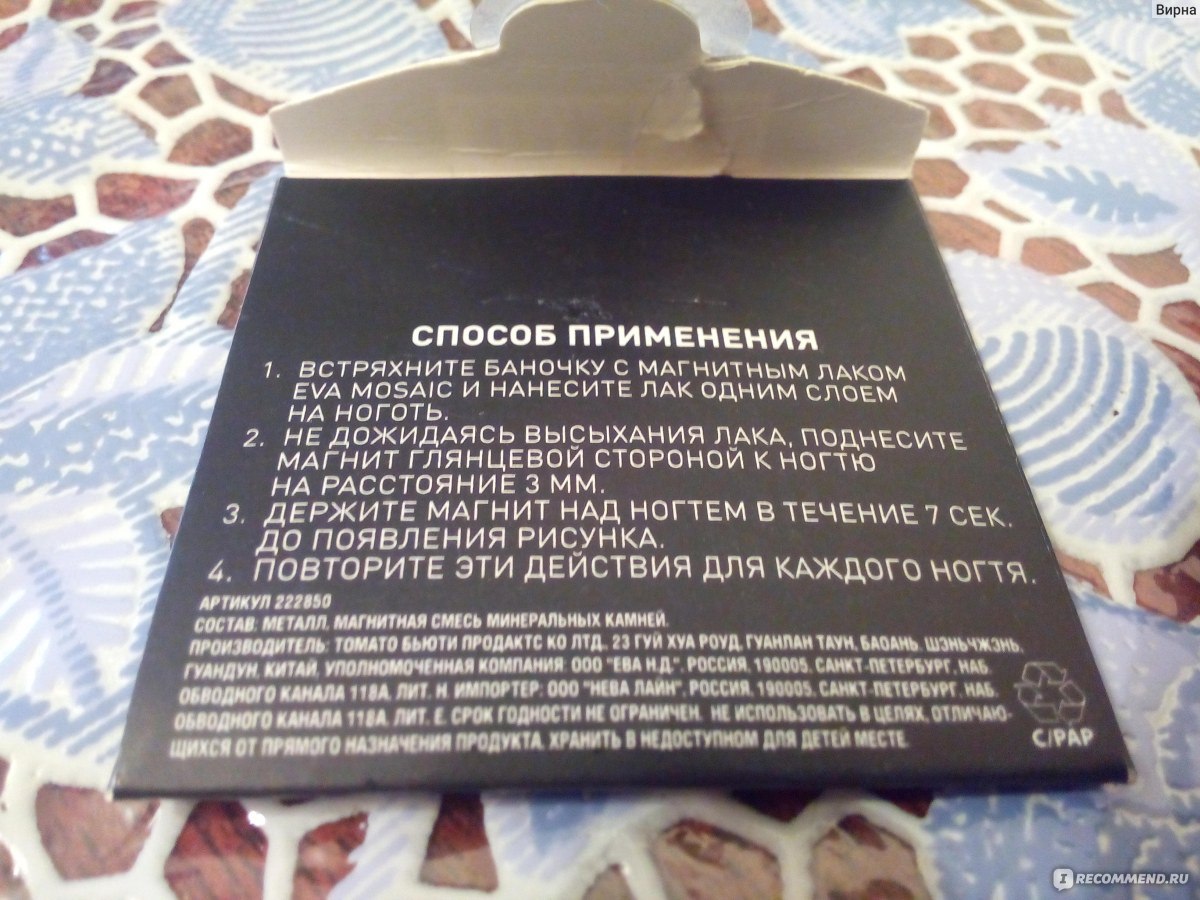 Вирна
СПОСОБ ПРИМЕНЕНИЯ
1. ВСТРЯХНИТЕ БАНОЧКУ С МАГНИТНЫМ ЛАКОМ
EVA MOSAIC И НАНЕСИТЕ ЛАК ОДНИМ СЛОЕМ
НА НОГОТЬ.
2. НЕ ДОЖИДАЯСЬ ВЫСЫХАНИЯ ЛАКА, ПОДНЕСИТЕ
МАГНИТ ГЛЯНЦЕВОЙ СТОРОНОЙ К НОГТЮ
НА РАССТОЯНИЕ 3 ММ.
3. ДЕРЖИТЕ МАГНИТ НАД НОГТЕМ В ТЕЧЕНИЕ 7 СЕК.
ДО ПОЯВЛЕНИЯ РИСУНКА.
4. ПОВТОРИТЕ ЭТИ ДЕЙСТВИЯ ДЛЯ КАЖДОГО НОГТЯ.
АРТИКУЛ 222850
СОСТАВ: МЕТАЛЛ, МАГНИТНАЯ СМЕСЬ МИНЕРАЛЬНЫХ КАМНЕЙ.
ПРОИЗВОДИТЕЛЬ: ТОМАТО БЬЮТИ ПРОДАКТС КО ЛТД., 23 ГУЙ ХУА РОУД, ГУАНЛАН ТАУН, БАОАНЬ, ШЭНЬЧЖЭНЬ,
ГУАНДУН, КИТАЙ, УПОЛНОМОЧЕННАЯ КОМПАНИЯ: ООО "ЕВА Н.Д.", РОССИЯ, 190005, САНКТ-ПЕТЕРБУРГ, НАБ.
ОБВОДНОГО КАНАЛА 118А, ЛИТ. Н. ИМПОРТЕР: ООО "НЕВА ЛАЙН", РОССИЯ, 190005, САНКТ-ПЕТЕРБУРГ, НАБ.
ОБВОДНОГО КАНАЛА 118А, ЛИТ. Е. СРОК ГОДНОСТИ НЕ ОГРАНИЧЕН. НЕ ИСПОЛЬЗОВАТЬ В ЦЕЛЯХ, ОТЛИЧАЮ-
ЩИХСЯ ОТ ПРЯМОГО НАЗНАЧЕНИЯ ПРОДУКТА. ХРАНИТЬ В НЕДОСТУПНОМ ДЛЯ ДЕТЕЙ МЕСТЕ.
C/PAP
IRECOMMEND.RU